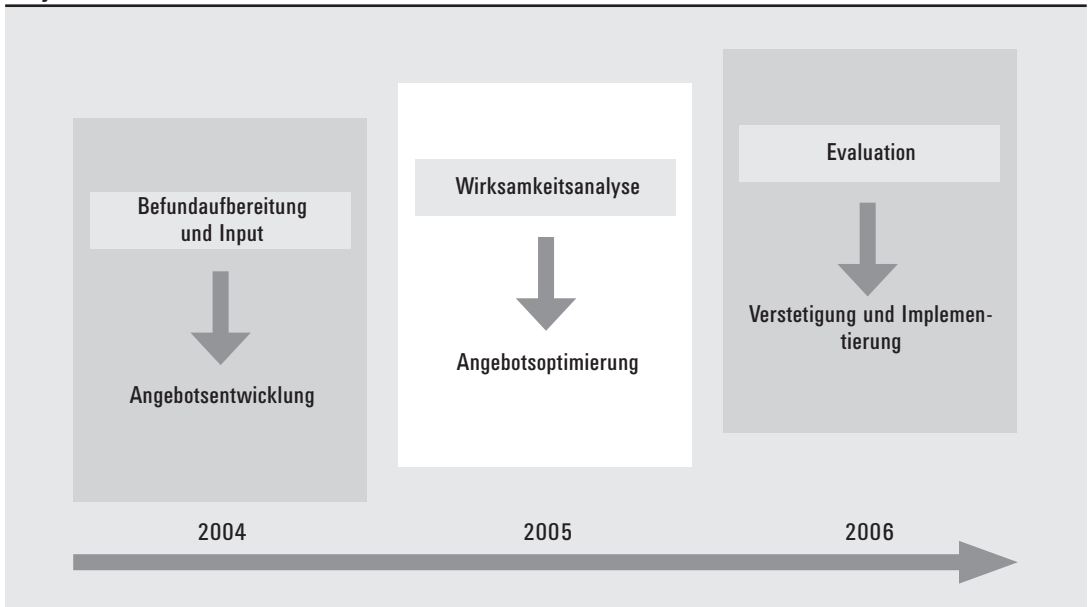 Befundaufbereitung
und Input
Angebotsentwicklung
Wirksamkeitsanalyse
Angebotsoptimierung
Evaluation
Verstetigung und Implemen-
tierung
2004
2005
2006